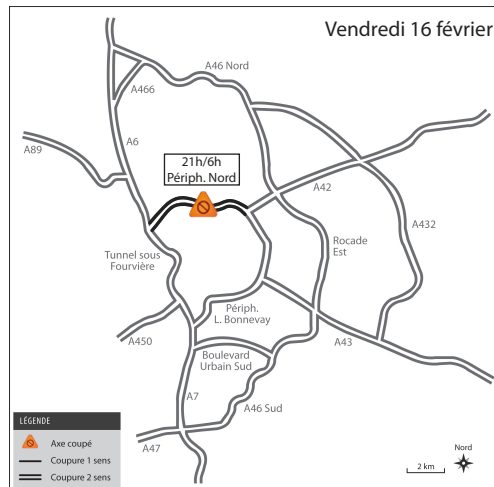 Vendredi 16 février
A46 Nord
A466
A6
A89
21h/6h
Périph. Nord
A42
A432
Tunnel sous
Fourvière
Rocade
Est
Périph.
L. Bonnevay
A450
A43
Boulevard
Urbain Sud
A7
A46 Sud
A47
LÉGENDE
Axe coupé
Coupure 1 sens
Coupure 2 sens
Nord
2 km